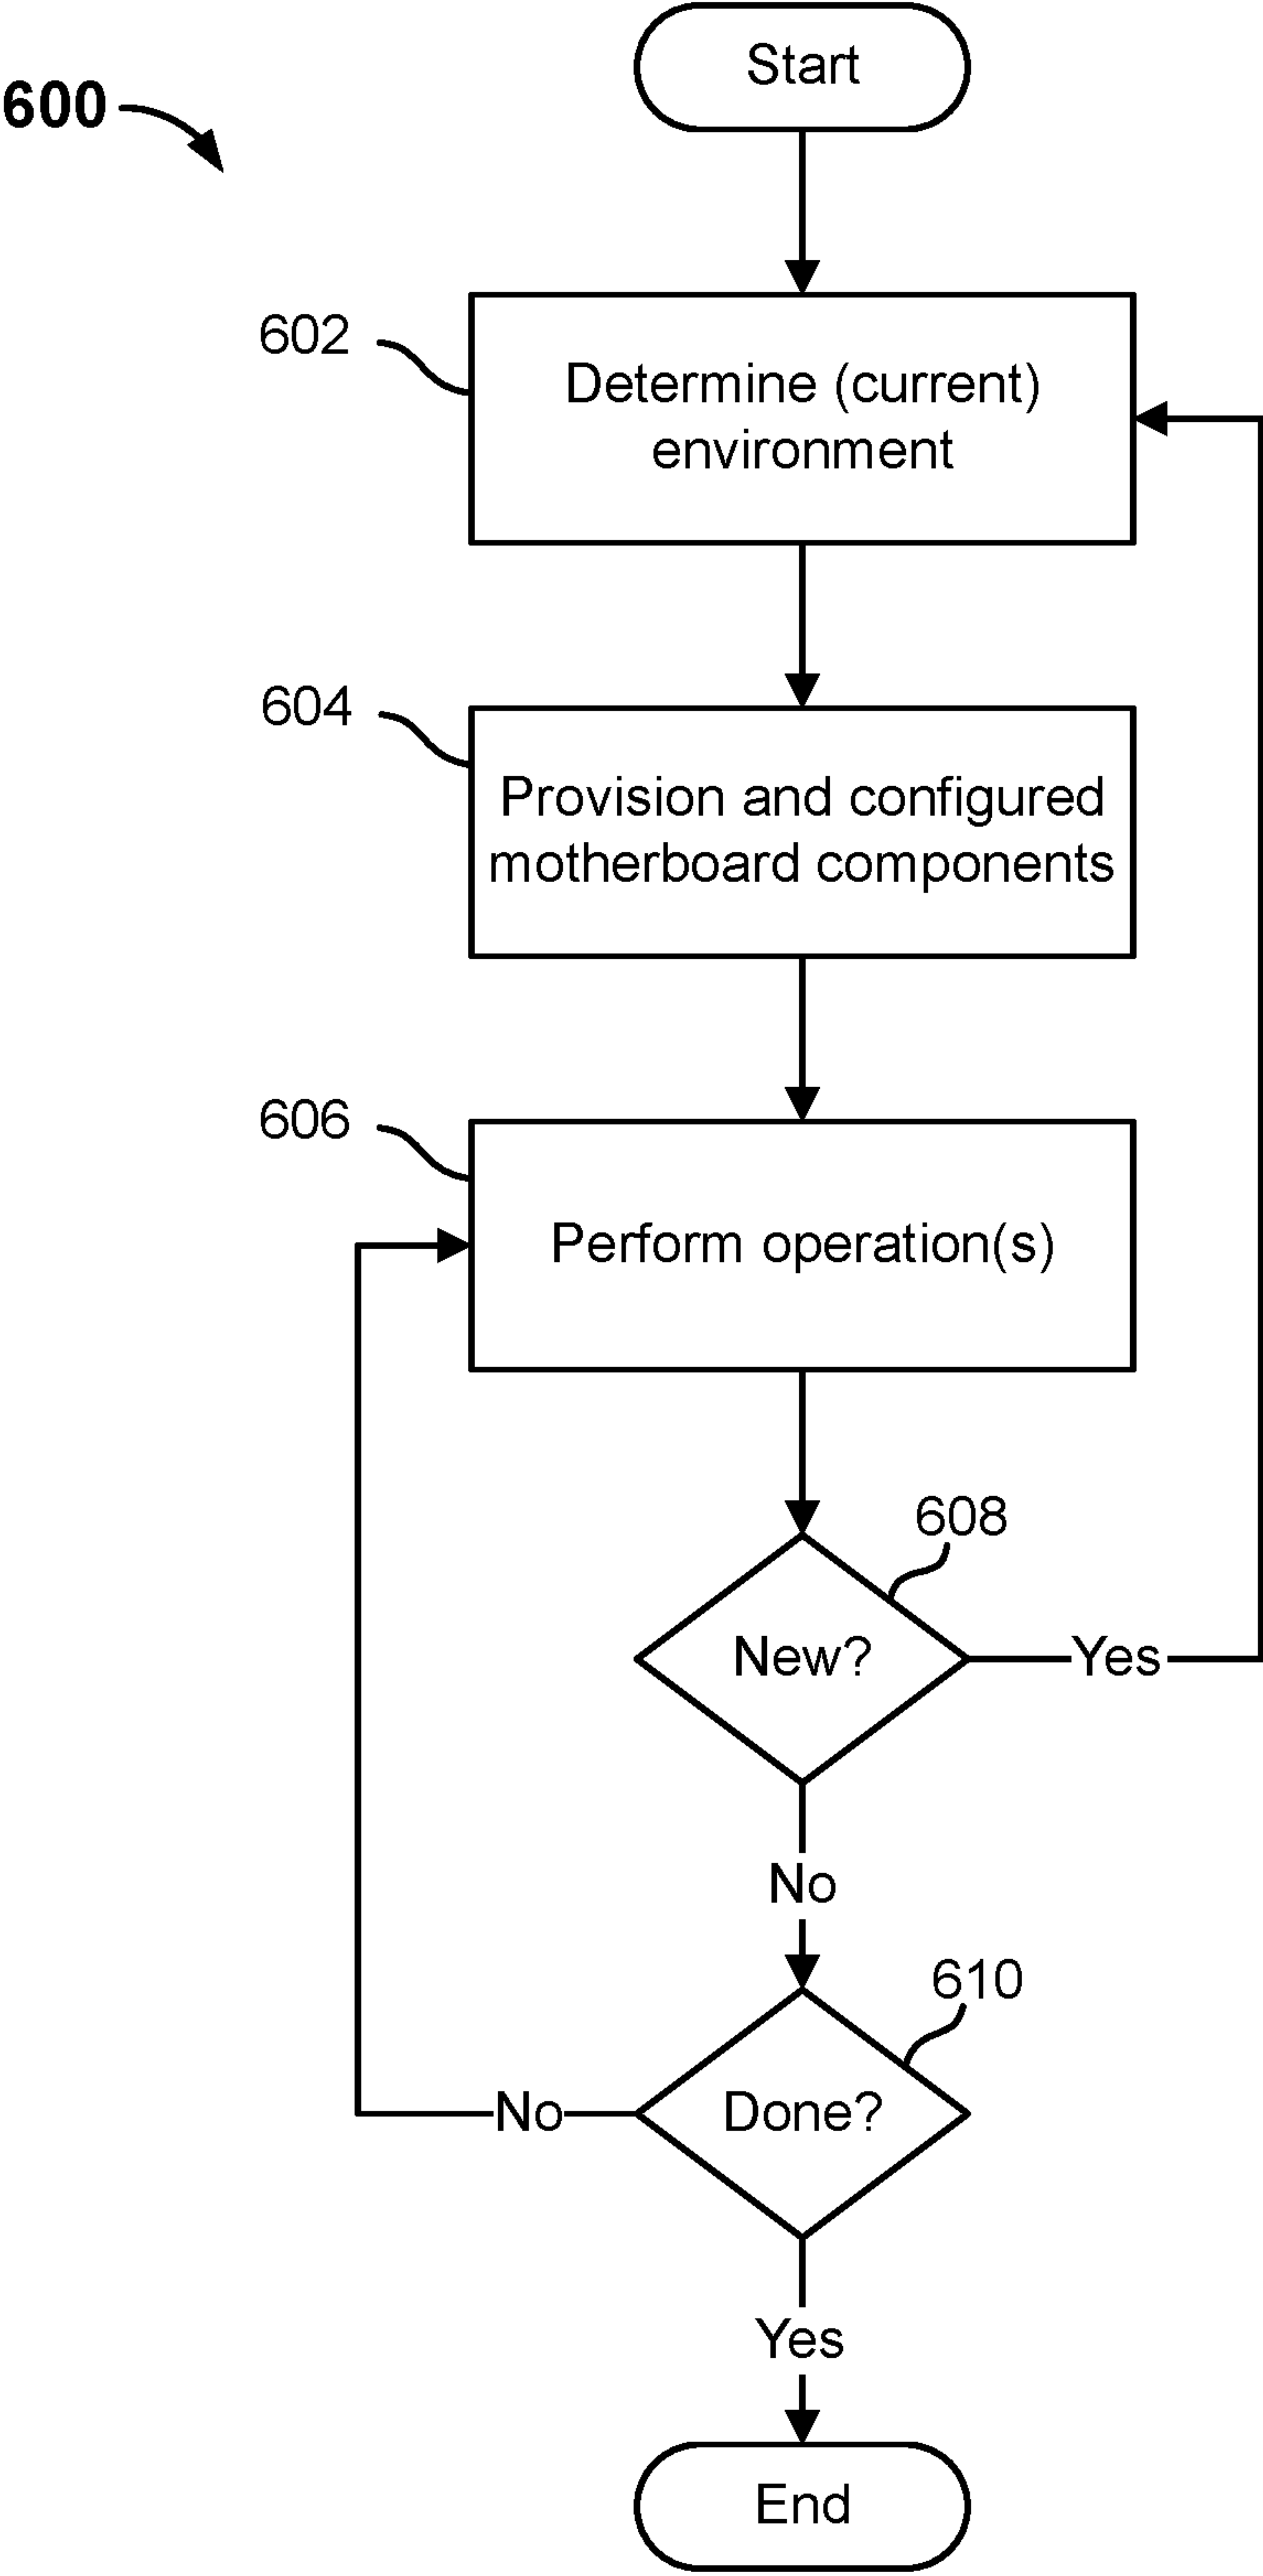 Start
600
602
Determine (current)
environment
604
Provision and configured
motherboard components
606
Perform operation(s)
608
New?
Yes
No
610
Done?
No
Yes
End